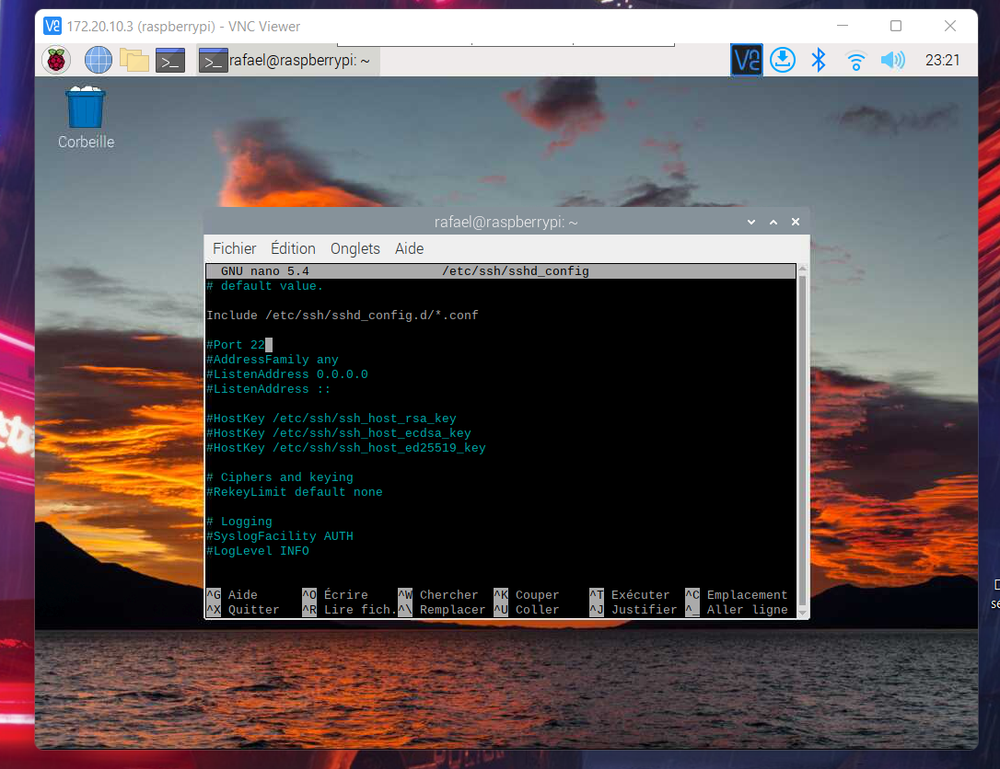 172.20.10.3 (raspberrypi) - VNC Viewer
rafael@raspberrypi: ~
23:21
Corbeille
rafael@raspberrypi: ~
Fichier Édition Onglets Aide
GNU nano 5.4 /etc/ssh/sshd_config
# default value.
Include /etc/ssh/sshd_config.d/*.conf
#Port 22
#AddressFamily any
#ListenAddress 0.0.0.0
#ListenAddress ::
#HostKey /etc/ssh/ssh_host_rsa_key
#HostKey /etc/ssh/ssh_host_ecdsa_key
#HostKey /etc/ssh/ssh_host_ed25519_key
# Ciphers and keying
#RekeyLimit default none
# Logging
#SyslogFacility AUTH
#LogLevel INFO
^G Aide ^O Écrire ^W Chercher ^K Couper ^T Exécuter ^C Emplacement
^X Quitter ^R Lire fich. ^\ Remplacer ^U Coller ^J Justifier ^_ Aller ligne